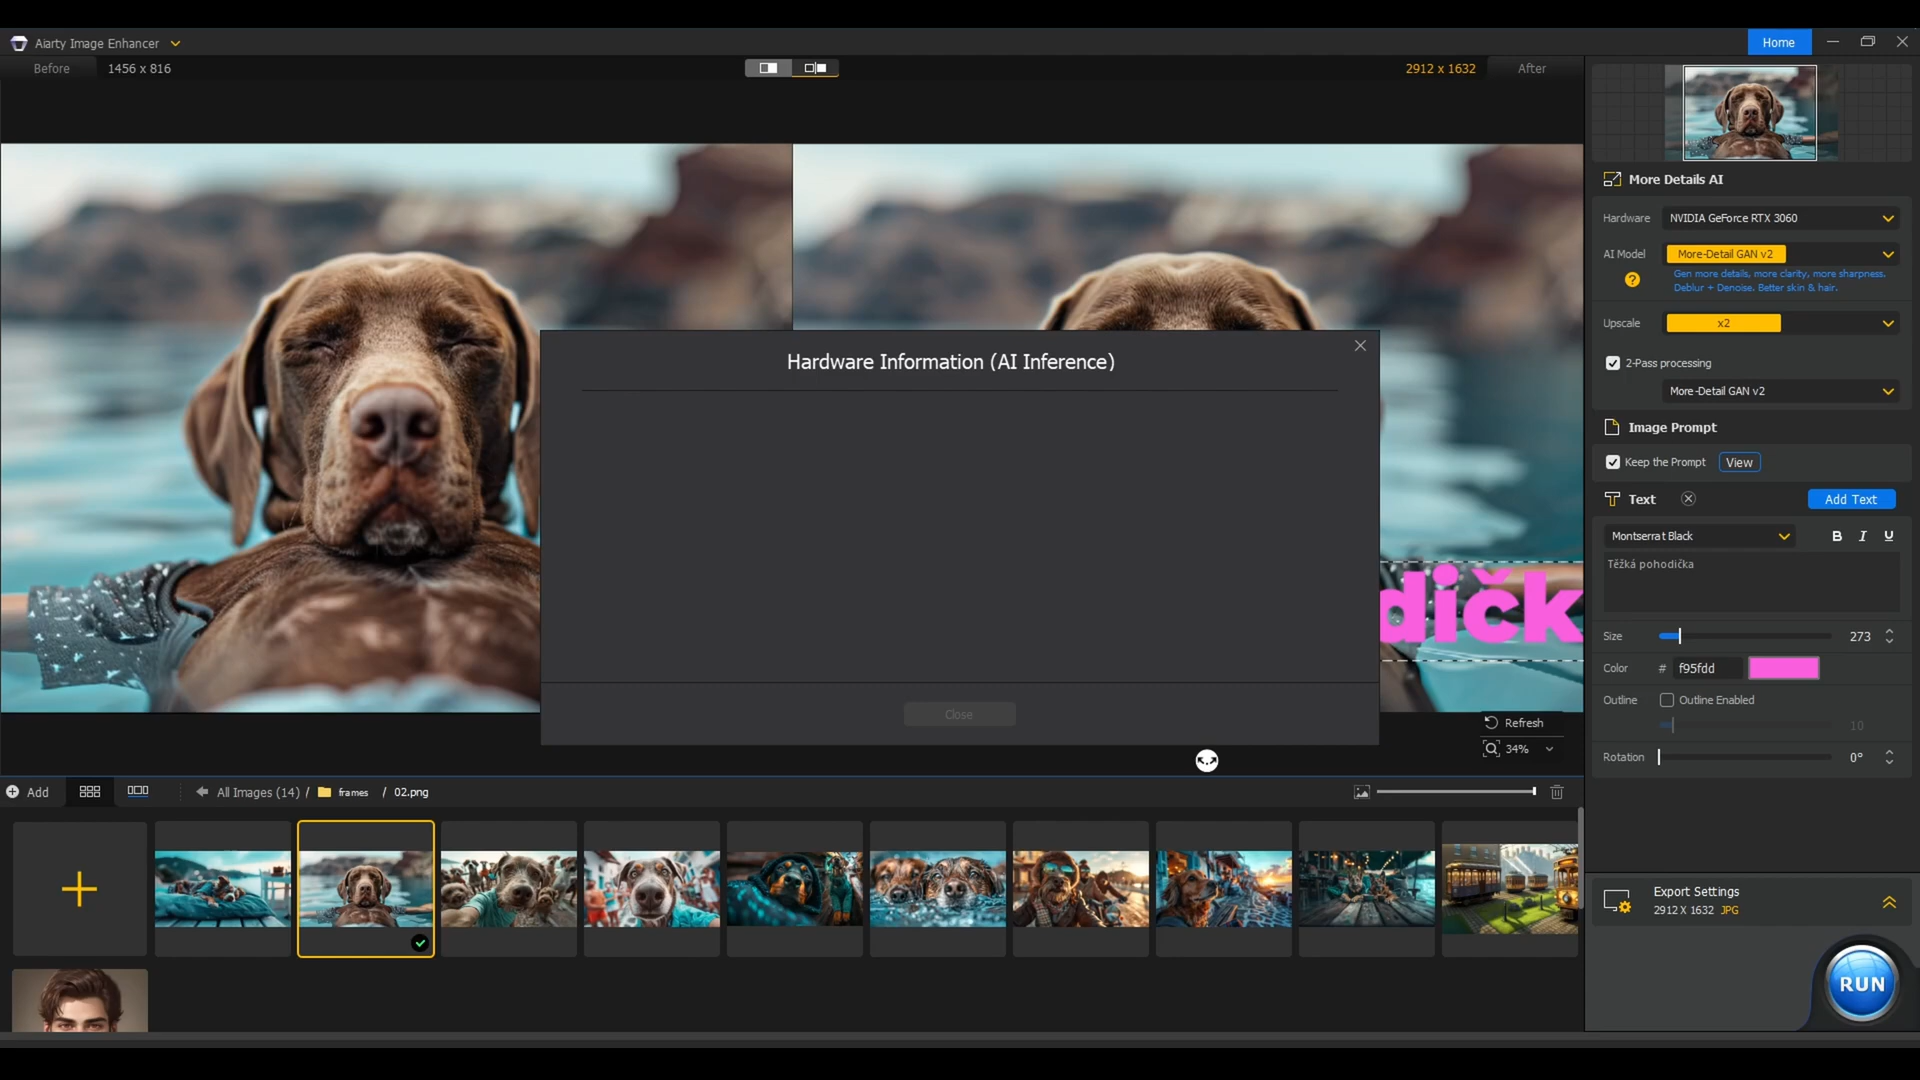 Aiarty Image Enhancer
Home
Before
1456 x 816
2912 x 1632
After
More Details AI
Hardware
NVIDIA GeForce RTX 3060
AI Model
More-Detail GAN v2
?
Gen more details, more clarity, more sharpness.
Deblur + Denoise. Better skin & hair.
Upscale
x2
2-Pass processing
More-Detail GAN v2
Image Prompt
Keep the Prompt
View
Text
Add Text
Montserrat Black
B I U
Těžká pohodička
Size
273
Color
# f95fdd
Outline
Outline Enabled
10
Rotation
0°
Hardware Information (AI Inference)
Close
dičk
Refresh
34%
Add
All Images (14) / frames / 02.png
Export Settings
2912 X 1632 JPG
RUN